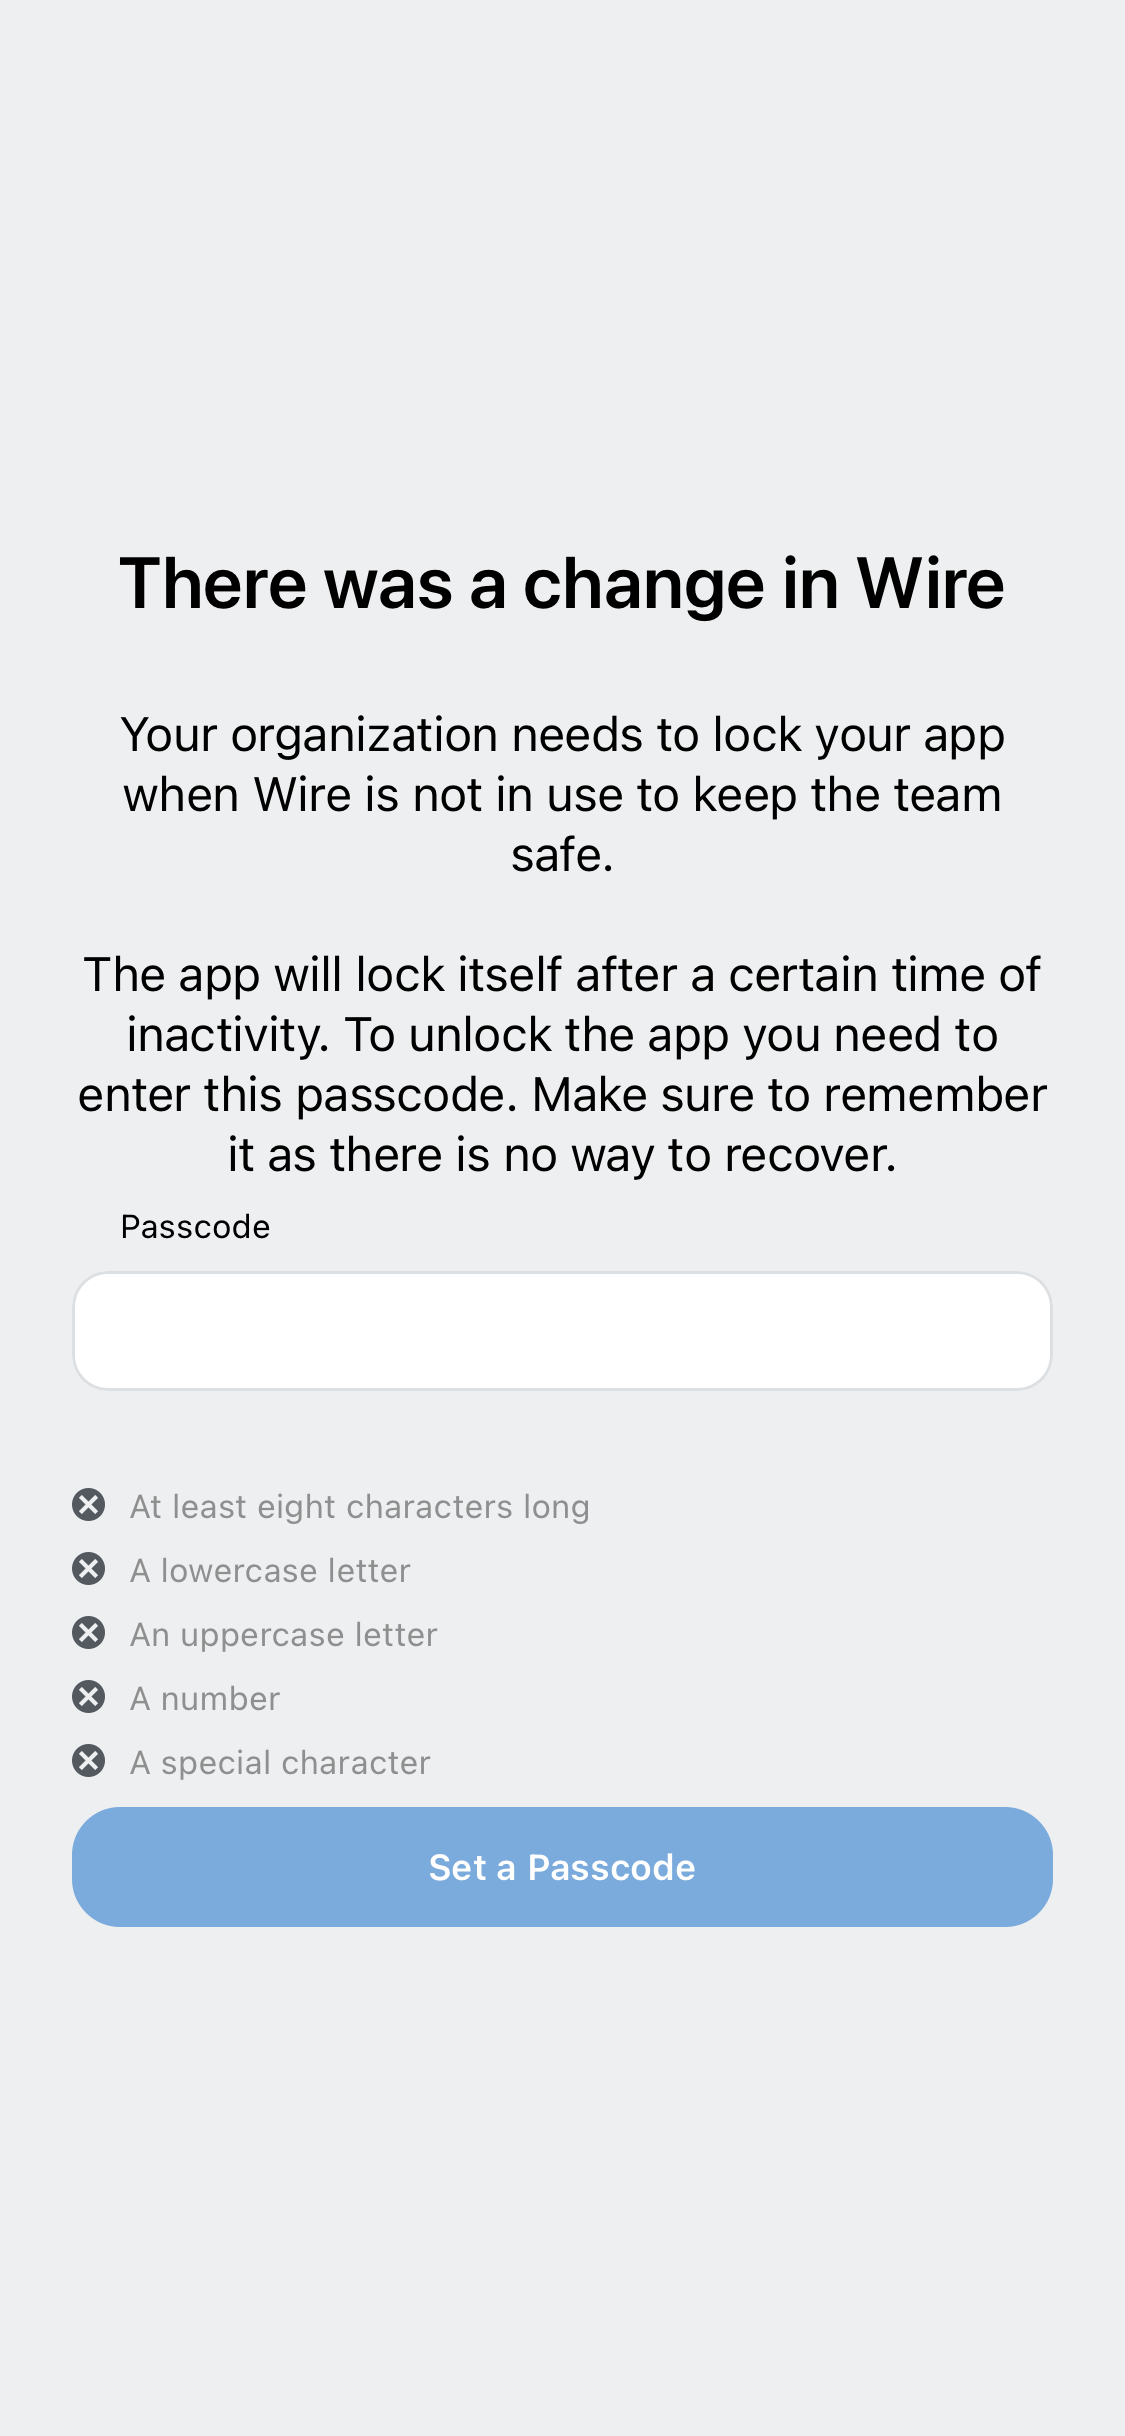 There was a change in Wire
Your organization needs to lock your app
when Wire is not in use to keep the team
safe.
The app will lock itself after a certain time of
inactivity. To unlock the app you need to
enter this passcode. Make sure to remember
it as there is no way to recover.
Passcode
At least eight characters long
A lowercase letter
An uppercase letter
A number
A special character
Set a Passcode